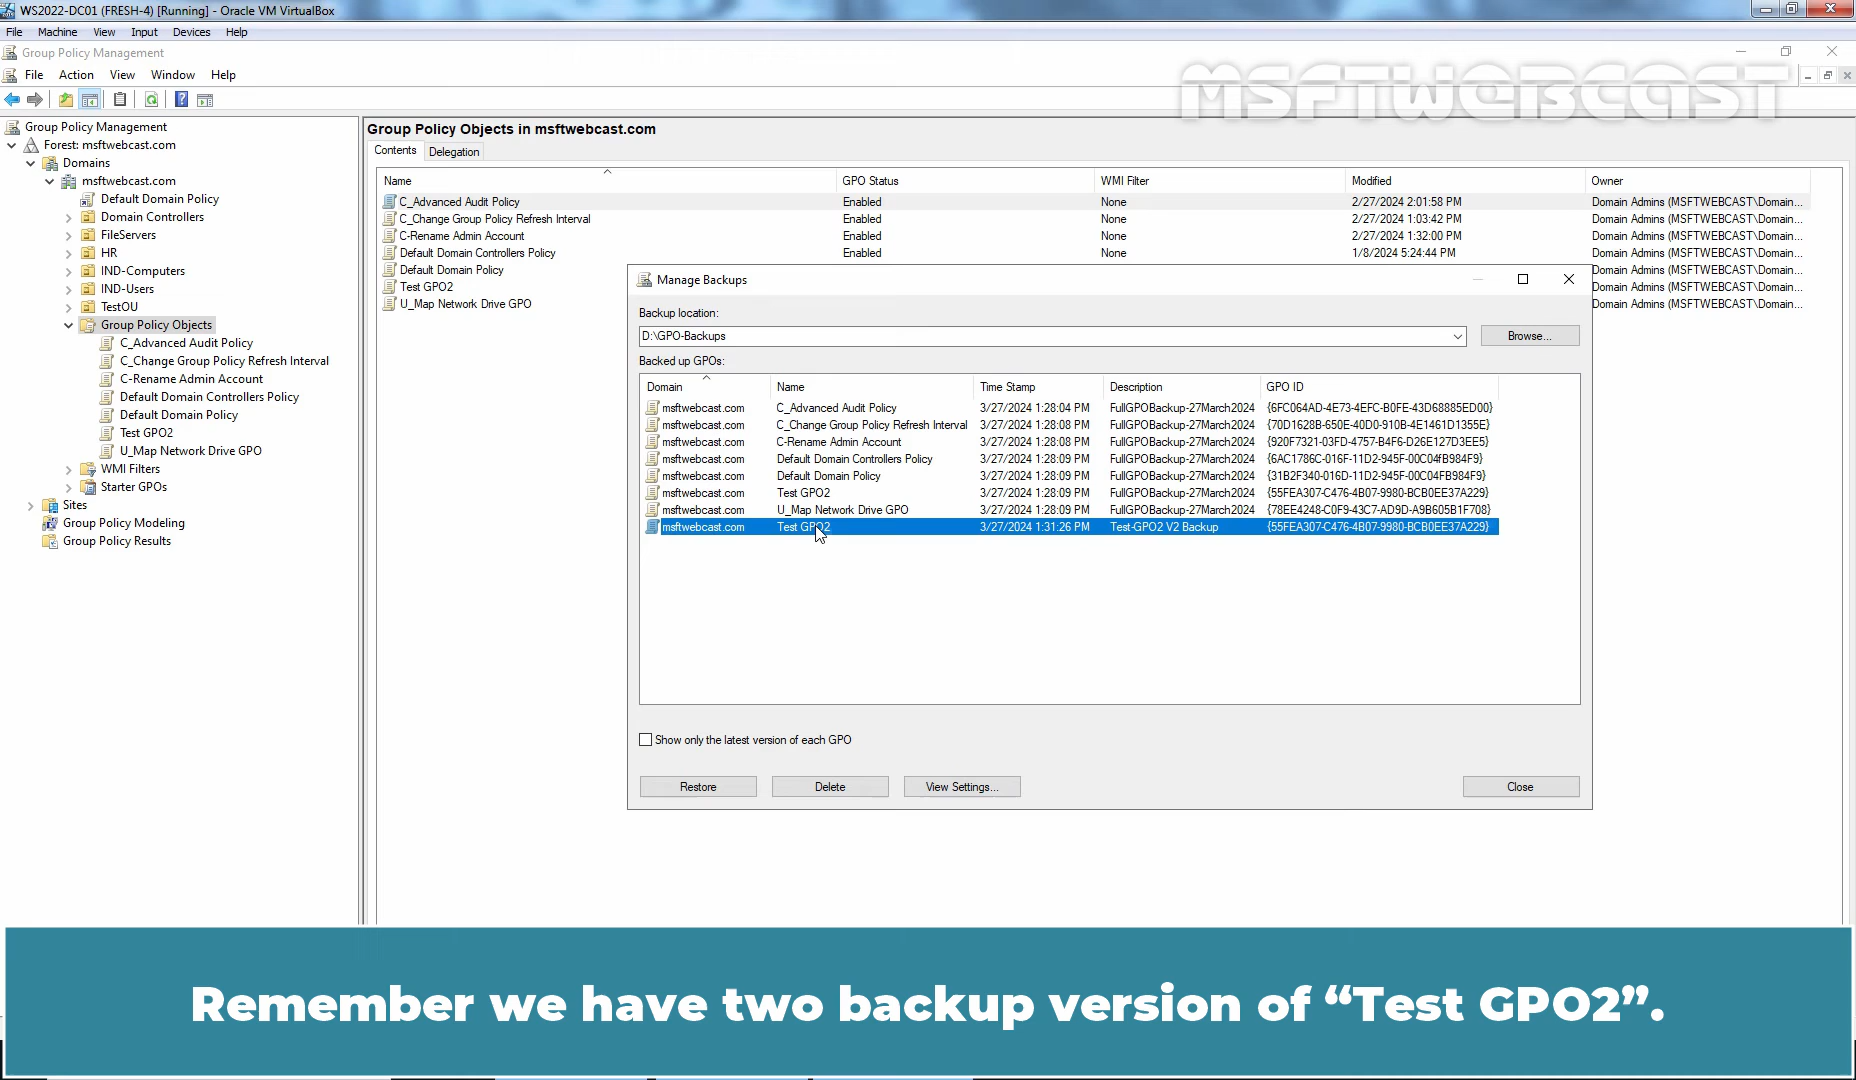 WS2022-DC01 (FRESH-4) [Running] - Oracle VM VirtualBox
File Machine View Input Devices Help
Group Policy Management
File Action View Window Help
MSFTWEBCAST
Group Policy Management
Forest: msftwebcast.com
Domains
msftwebcast.com
Default Domain Policy
Domain Controllers
FileServers
HR
IND-Computers
IND-Users
TestOU
Group Policy Objects
C_Advanced Audit Policy
C_Change Group Policy Refresh Interval
C-Rename Admin Account
Default Domain Controllers Policy
Default Domain Policy
Test GPO2
U_Map Network Drive GPO
WMI Filters
Starter GPOs
Sites
Group Policy Modeling
Group Policy Results
Group Policy Objects in msftwebcast.com
Contents Delegation
Name GPO Status WMI Filter Modified Owner
C_Advanced Audit Policy Enabled None 2/27/2024 2:01:58 PM Domain Admins (MSFTWEBCAST\Domain...
C_Change Group Policy Refresh Interval Enabled None 2/27/2024 1:03:42 PM Domain Admins (MSFTWEBCAST\Domain...
C-Rename Admin Account Enabled None 2/27/2024 1:32:00 PM Domain Admins (MSFTWEBCAST\Domain...
Default Domain Controllers Policy Enabled None 1/8/2024 5:24:44 PM Domain Admins (MSFTWEBCAST\Domain...
Default Domain Policy Domain Admins (MSFTWEBCAST\Domain...
Test GPO2 Domain Admins (MSFTWEBCAST\Domain...
U_Map Network Drive GPO Domain Admins (MSFTWEBCAST\Domain...
Manage Backups
Backup location:
D:\GPO-Backups Browse...
Backed up GPOs:
Domain Name Time Stamp Description GPO ID
msftwebcast.com C_Advanced Audit Policy 3/27/2024 1:28:04 PM FullGPOBackup-27March2024 {6FC064AD-4E73-4EFC-B0FE-43D68885ED00}
msftwebcast.com C_Change Group Policy Refresh Interval 3/27/2024 1:28:08 PM FullGPOBackup-27March2024 {70D1628B-650E-40D0-910B-4E1461D1355E}
msftwebcast.com C-Rename Admin Account 3/27/2024 1:28:08 PM FullGPOBackup-27March2024 {920F7321-03FD-4757-B4F6-D26E127D3EE5}
msftwebcast.com Default Domain Controllers Policy 3/27/2024 1:28:09 PM FullGPOBackup-27March2024 {6AC1786C-016F-11D2-945F-00C04fB984F9}
msftwebcast.com Default Domain Policy 3/27/2024 1:28:09 PM FullGPOBackup-27March2024 {31B2F340-016D-11D2-945F-00C04FB984F9}
msftwebcast.com Test GPO2 3/27/2024 1:28:09 PM FullGPOBackup-27March2024 {55FEA307-C476-4B07-9980-BCB0EE37A229}
msftwebcast.com U_Map Network Drive GPO 3/27/2024 1:28:09 PM FullGPOBackup-27March2024 {78EE4248-C0F9-43C7-AD9D-A9B605B1F708}
msftwebcast.com Test GPO2 3/27/2024 1:31:26 PM Test-GPO2 V2 Backup {55FEA307-C476-4B07-9980-BCB0EE37A229}
Show only the latest version of each GPO
Restore Delete View Settings... Close
Remember we have two backup version of “Test GPO2”.